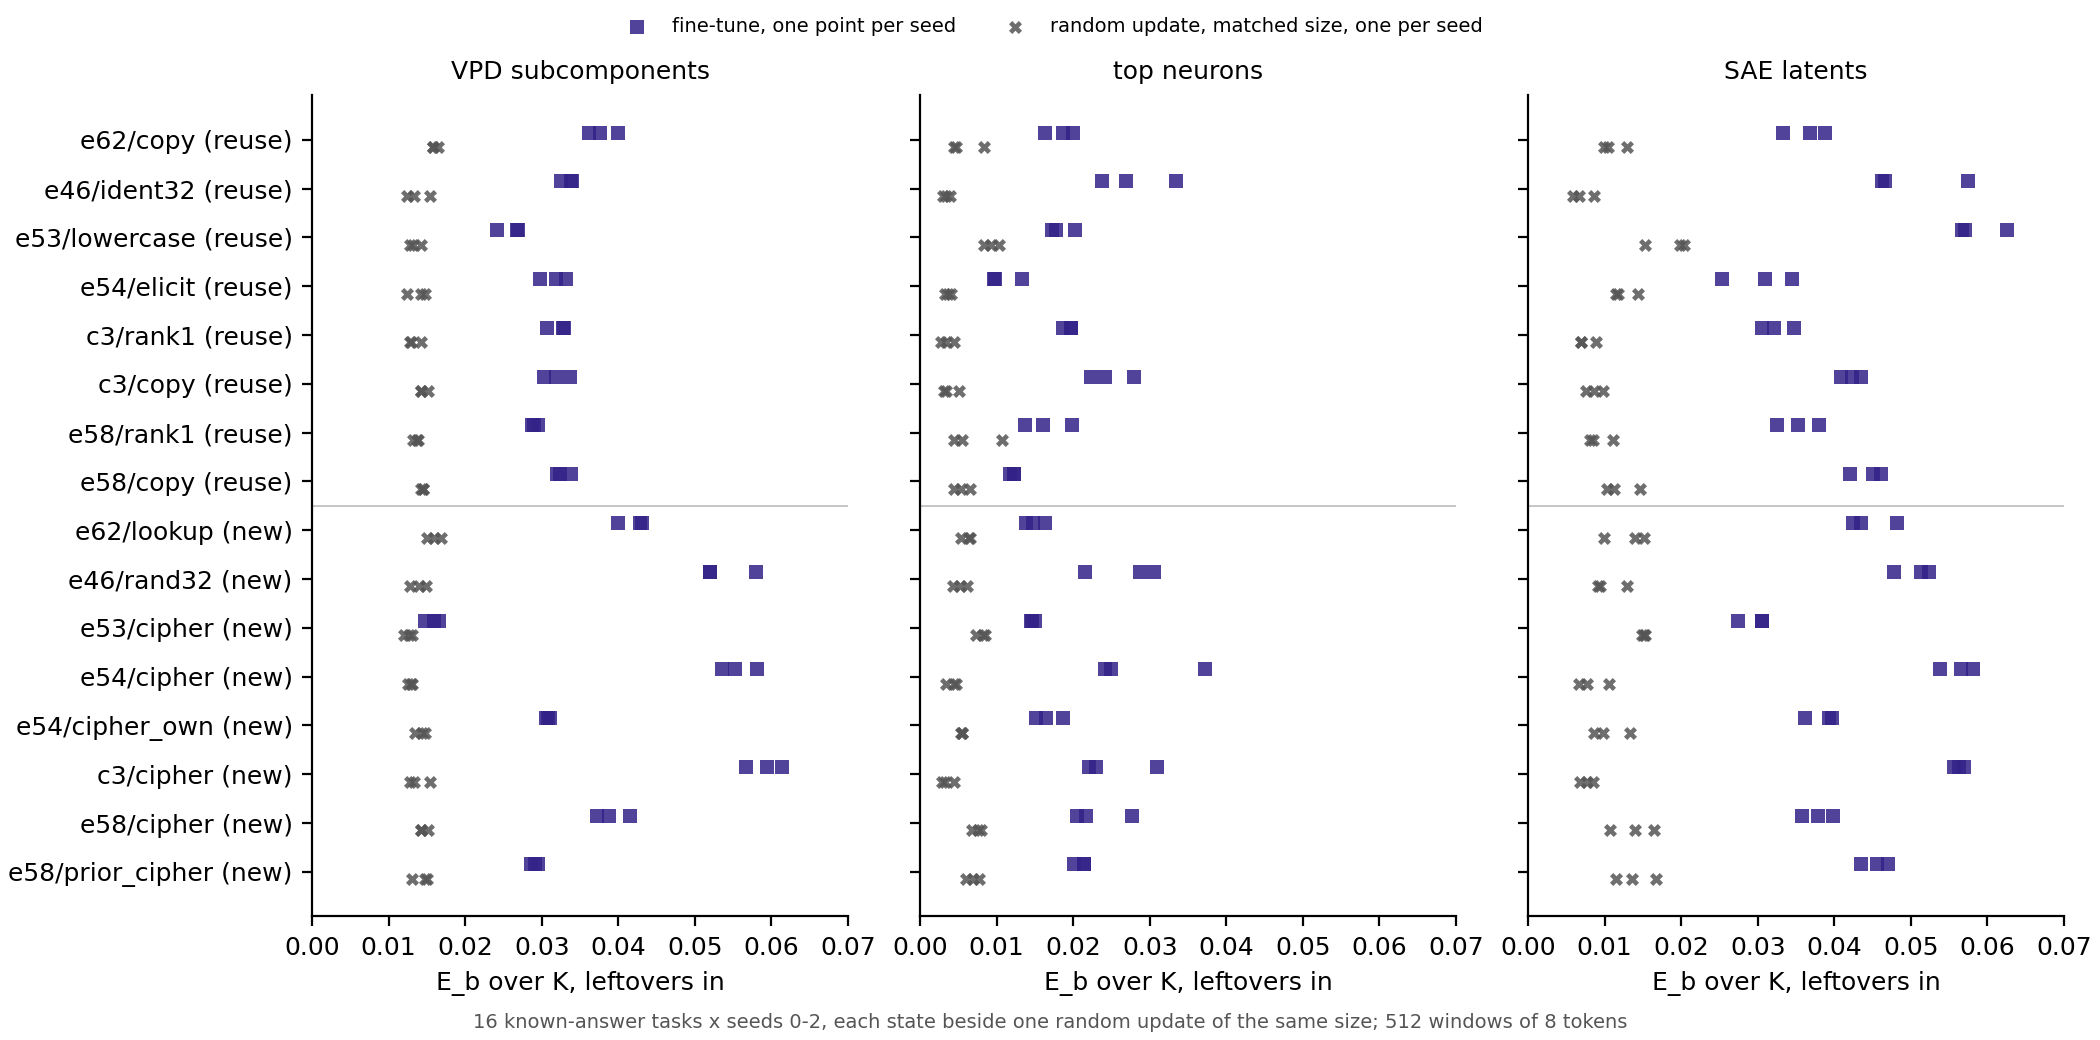 fine-tune, one point per seed
random update, matched size, one per seed
VPD subcomponents
top neurons
SAE latents
e62/copy (reuse)
e46/ident32 (reuse)
e53/lowercase (reuse)
e54/elicit (reuse)
c3/rank1 (reuse)
c3/copy (reuse)
e58/rank1 (reuse)
e58/copy (reuse)
e62/lookup (new)
e46/rand32 (new)
e53/cipher (new)
e54/cipher (new)
e54/cipher_own (new)
c3/cipher (new)
e58/cipher (new)
e58/prior_cipher (new)
0.00 0.01 0.02 0.03 0.04 0.05 0.06 0.07
0.00 0.01 0.02 0.03 0.04 0.05 0.06 0.07
0.00 0.01 0.02 0.03 0.04 0.05 0.06 0.07
E_b over K, leftovers in
E_b over K, leftovers in
E_b over K, leftovers in
16 known-answer tasks x seeds 0-2, each state beside one random update of the same size; 512 windows of 8 tokens